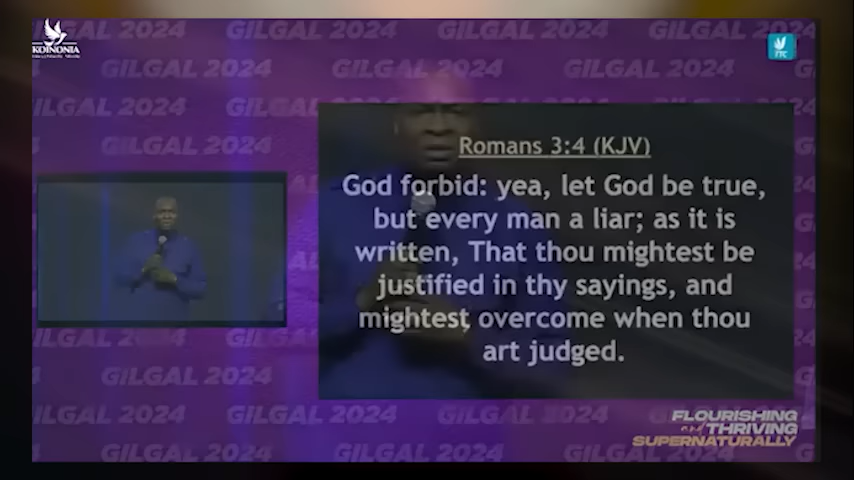 KOINONIA
TTC
GILGAL 2024
Romans 3:4 (KJV)
God forbid: yea, let God be true,
but every man a liar; as it is
written, That thou mightest be
justified in thy sayings, and
mightest overcome when thou
art judged.
FLOURISHING
and THRIVING
SUPERNATURALLY